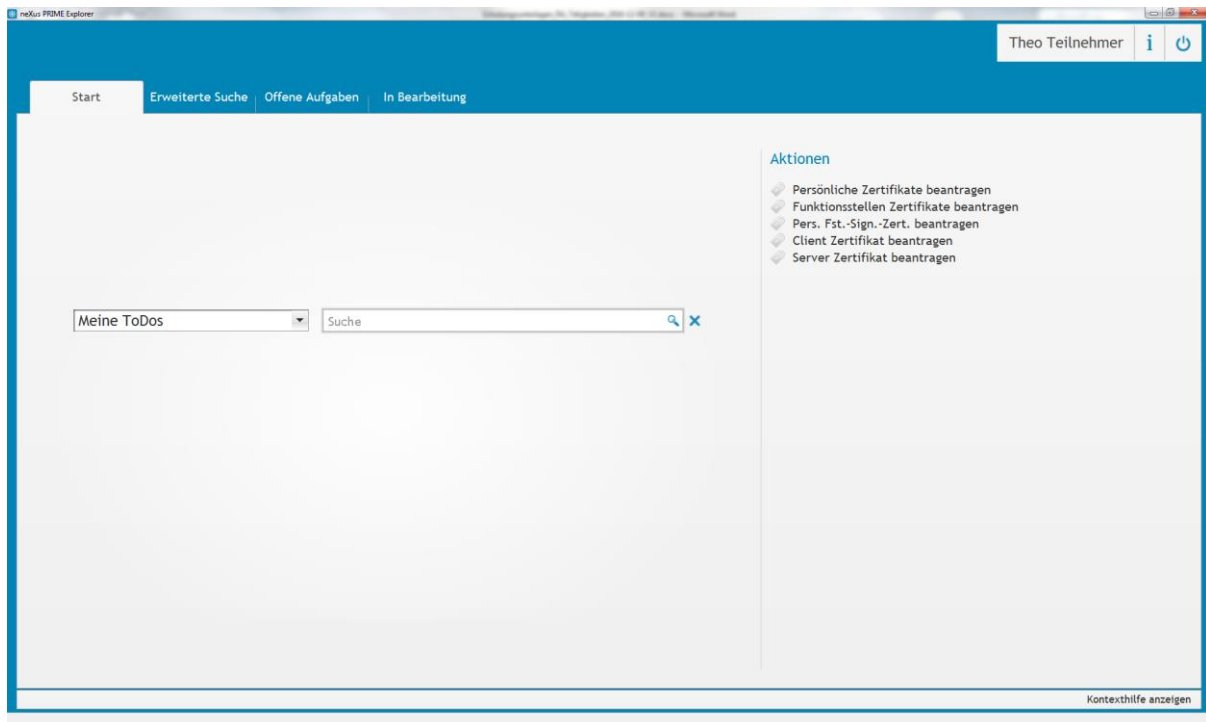 neXus PRIME Explorer
Theo Teilnehmer
Start
Erweiterte Suche
Offene Aufgaben
In Bearbeitung
Aktionen
Persönliche Zertifikate beantragen
Funktionsstellen Zertifikate beantragen
Pers. Fst.-Sign.-Zert. beantragen
Client Zertifikat beantragen
Server Zertifikat beantragen
Meine ToDos
Suche
Kontexthilfe anzeigen